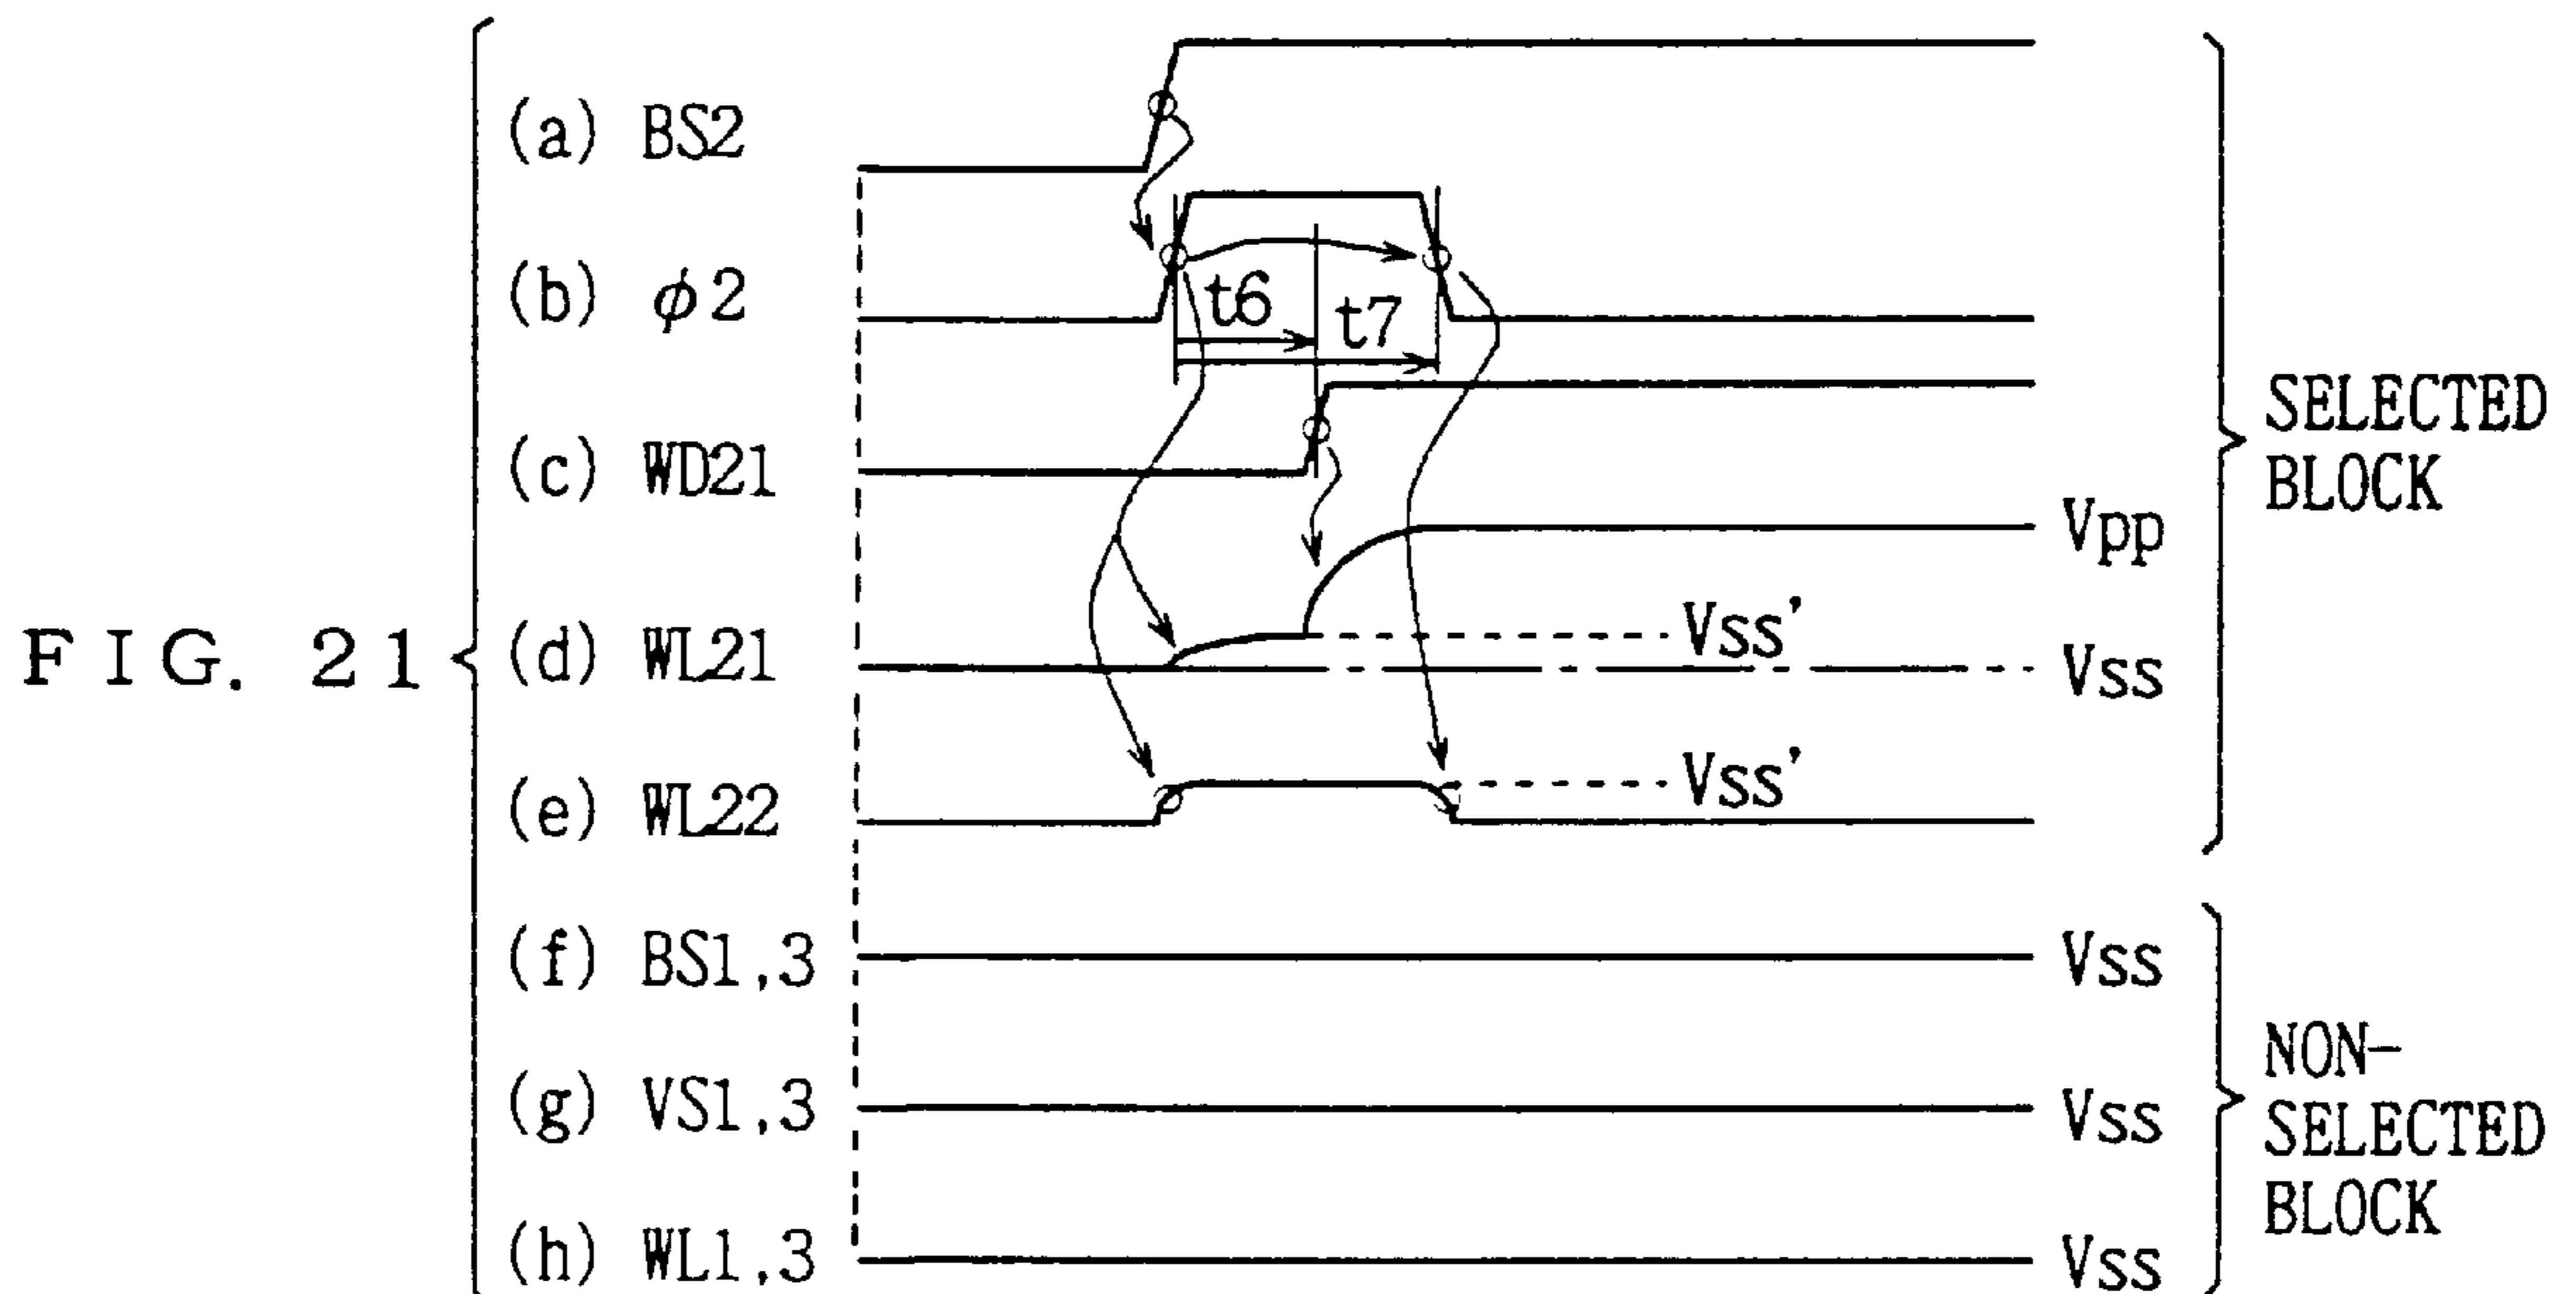 FIG. 21
(a) BS2
(b) φ2
t6
t7
(c) WD21
Vpp
(d) WL21
Vss'
Vss
(e) WL22
Vss'
SELECTED
BLOCK
(f) BS1,3
Vss
(g) VS1,3
Vss
(h) WL1,3
Vss
NON-
SELECTED
BLOCK